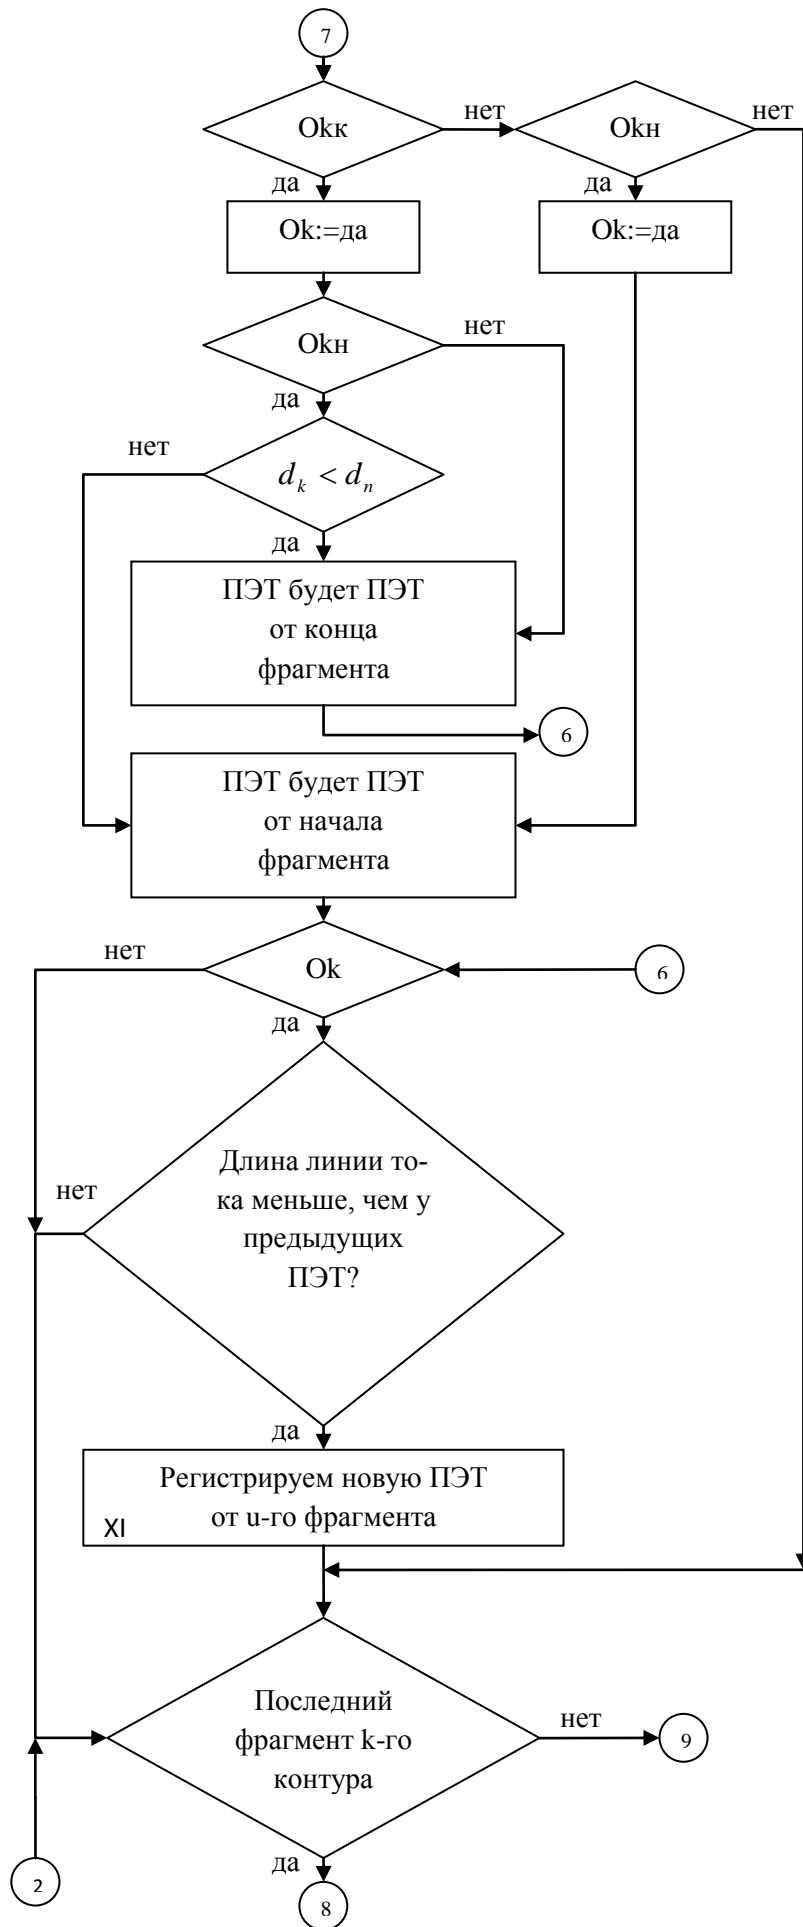 7
Okк
нет
Okн
нет
да
да
Ok:=да
Ok:=да
Okн
нет
да
нет
d_k < d_n
да
ПЭТ будет ПЭТ
от конца
фрагмента
6
ПЭТ будет ПЭТ
от начала
фрагмента
нет
Ok
6
да
Длина линии то-
ка меньше, чем у
предыдущих
ПЭТ?
нет
да
Регистрируем новую ПЭТ
от u-го фрагмента
XI
Последний
фрагмент k-го
контура
нет
9
да
2
8